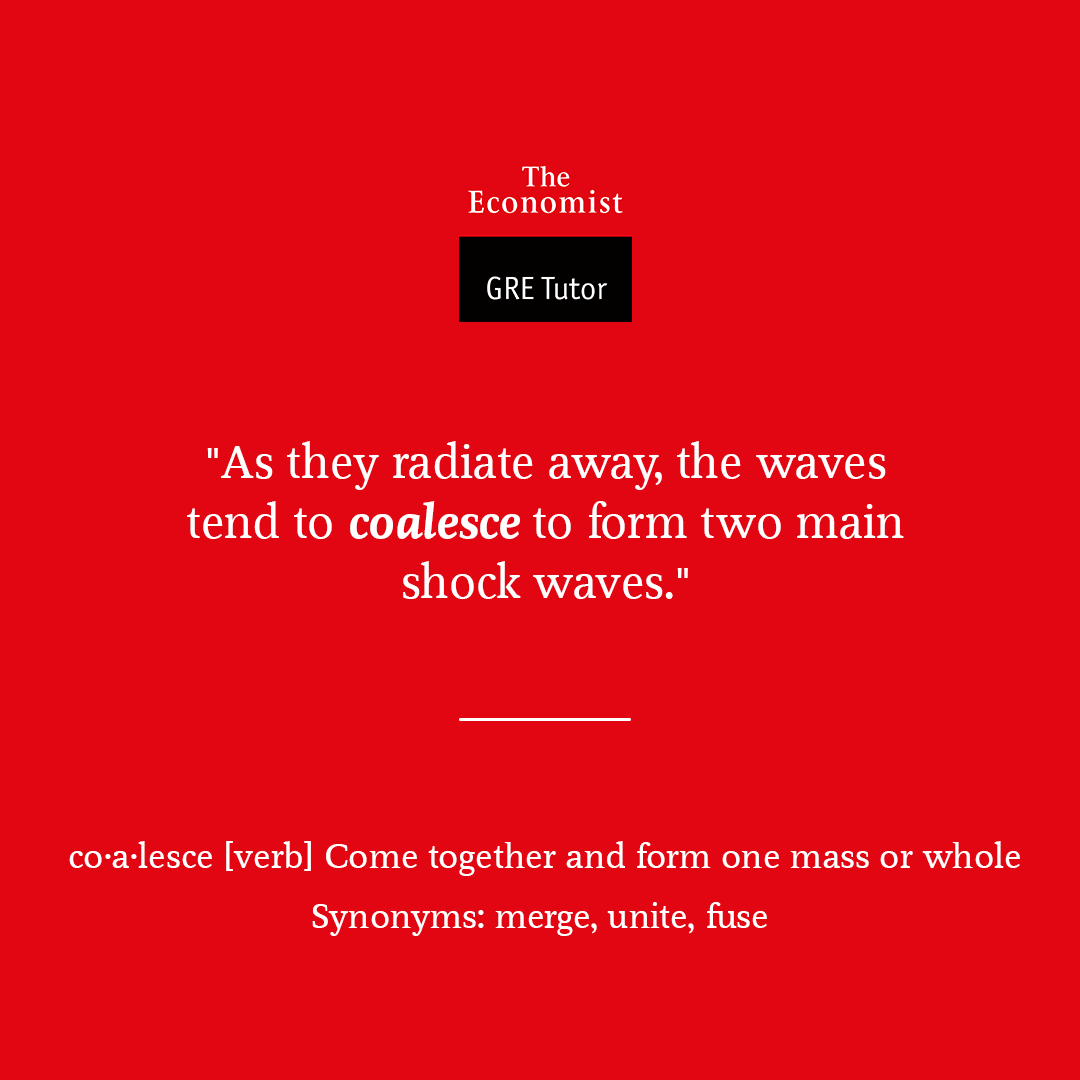 The
Economist
GRE Tutor
"As they radiate away, the waves
tend to coalesce to form two main
shock waves."
co·a·lesce [verb] Come together and form one mass or whole
Synonyms: merge, unite, fuse